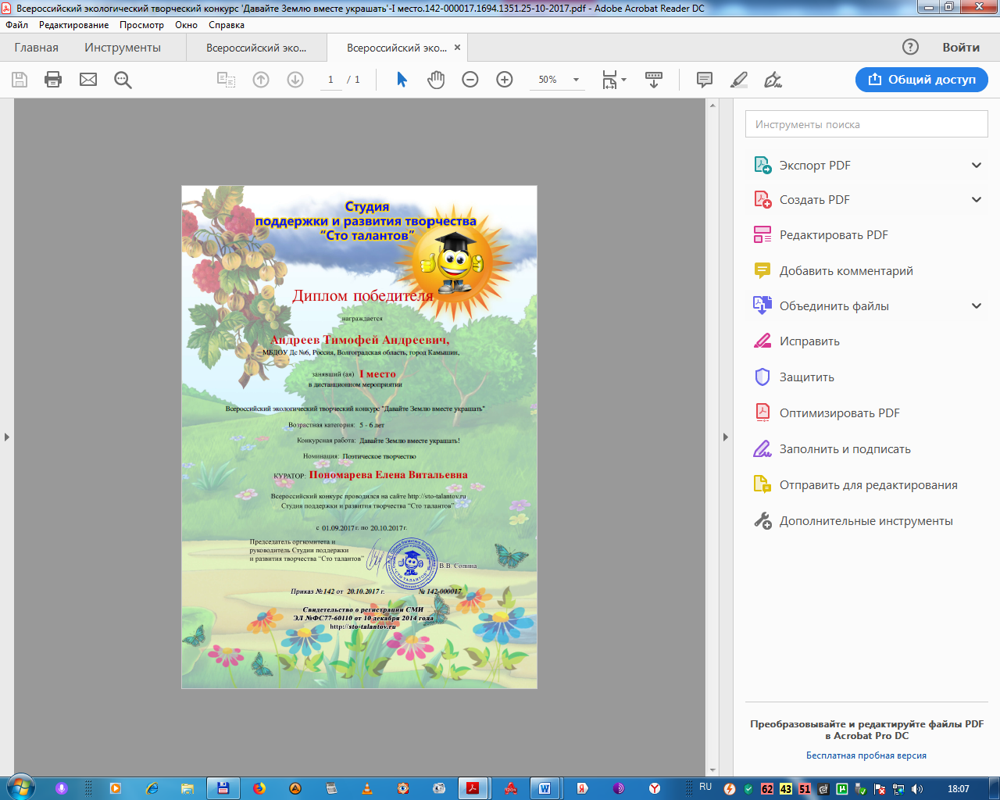 Всероссийский экологический творческий конкурс 'Давайте Землю вместе украшать'-I место.142-000017.1694.1351.25-10-2017.pdf - Adobe Acrobat Reader DC
Файл Редактирование Просмотр Окно Справка
Главная Инструменты Всероссийский эко... Всероссийский эко... × Войти
1 / 1 50% Общий доступ
Инструменты поиска
Экспорт PDF
Создать PDF
Редактировать PDF
Добавить комментарий
Объединить файлы
Исправить
Защитить
Оптимизировать PDF
Заполнить и подписать
Отправить для редактирования
Дополнительные инструменты
Преобразовывайте и редактируйте файлы PDF
в Acrobat Pro DC
Бесплатная пробная версия
Студия
поддержки и развития творчества
“Сто талантов”
Диплом победителя
награждается
Андреев Тимофей Андреевич,
МБДОУ Дс №6, Россия, Волгоградская область, город Камышин,
занявший (ая) I место
в дистанционном мероприятии
Всероссийский экологический творческий конкурс "Давайте Землю вместе украшать"
Возрастная категория: 5 - 6 лет
Конкурсная работа: Давайте Землю вместе украшать!
Номинация: Поэтическое творчество
КУРАТОР: Пономарева Елена Витальевна
Всероссийский конкурс проводился на сайте http://sto-talantov.ru
Студия поддержки и развития творчества “Сто талантов”
с 01.09.2017 г. по 20.10.2017 г.
Председатель оргкомитета и
руководитель Студии поддержки
и развития творчества “Сто талантов”
В.В. Сопина
Приказ №142 от 20.10.2017 г. № 142-000017
Свидетельство о регистрации СМИ
ЭЛ №ФС77-60110 от 10 декабря 2014 года
http://sto-talantov.ru
RU 62 43 51 18:07